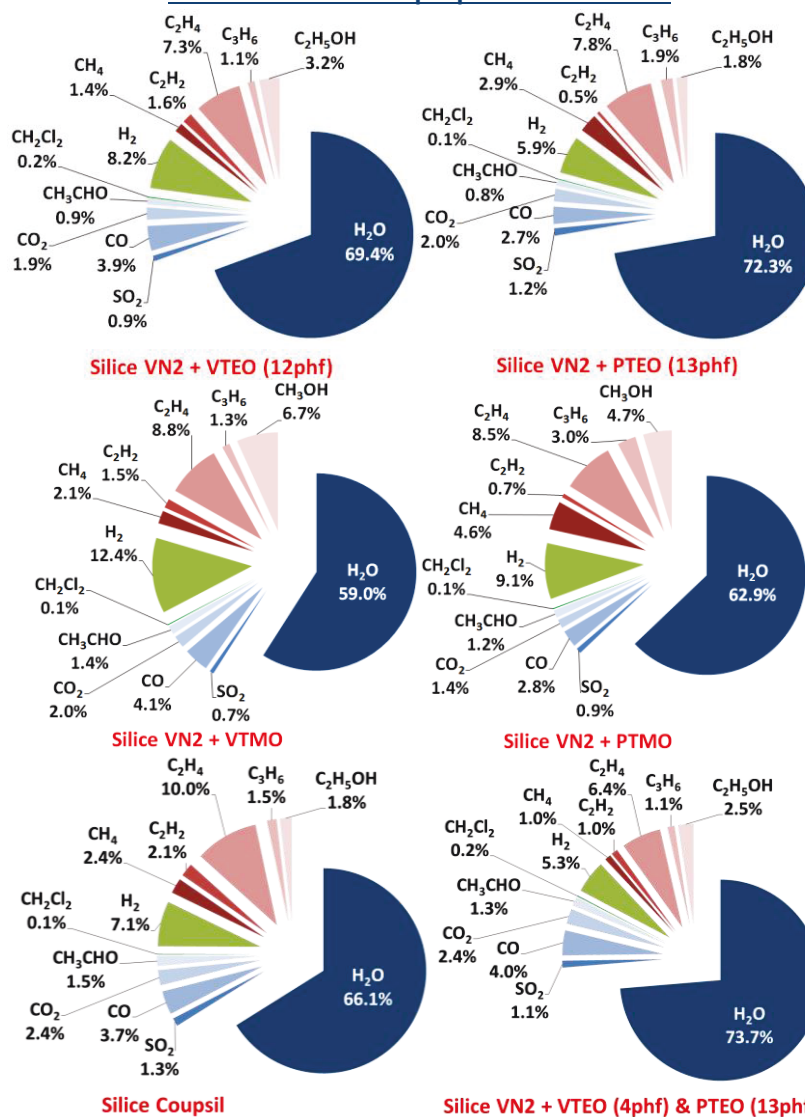 C₂H₄
7.3%
C₃H₆
1.1%
C₂H₅OH
3.2%
CH₄
1.4%
C₂H₂
1.6%
CH₂Cl₂
0.2%
H₂
8.2%
CH₃CHO
0.9%
CO₂
1.9%
CO
3.9%
SO₂
0.9%
H₂O
69.4%
Silice VN2 + VTEO (12phf)
C₂H₄
7.8%
C₃H₆
1.9%
C₂H₅OH
1.8%
CH₄
2.9%
C₂H₂
0.5%
CH₂Cl₂
0.1%
H₂
5.9%
CH₃CHO
0.8%
CO₂
2.0%
CO
2.7%
SO₂
1.2%
H₂O
72.3%
Silice VN2 + PTEO (13phf)
C₂H₄
8.8%
C₃H₆
1.3%
CH₃OH
6.7%
CH₄
2.1%
C₂H₂
1.5%
H₂
12.4%
CH₂Cl₂
0.1%
CH₃CHO
1.4%
CO₂
2.0%
CO
4.1%
SO₂
0.7%
H₂O
59.0%
Silice VN2 + VTMO
C₂H₄
8.5%
C₃H₆
3.0%
CH₃OH
4.7%
C₂H₂
0.7%
CH₄
4.6%
CH₂Cl₂
0.1%
H₂
9.1%
CH₃CHO
1.2%
CO₂
1.4%
CO
2.8%
SO₂
0.9%
H₂O
62.9%
Silice VN2 + PTMO
C₂H₄
10.0%
C₃H₆
1.5%
C₂H₅OH
1.8%
CH₄
2.4%
C₂H₂
2.1%
CH₂Cl₂
0.1%
H₂
7.1%
CH₃CHO
1.5%
CO₂
2.4%
CO
3.7%
SO₂
1.3%
H₂O
66.1%
Silice Coupsil
C₂H₄
6.4%
C₃H₆
1.1%
C₂H₅OH
2.5%
CH₄
1.0%
C₂H₂
1.0%
CH₂Cl₂
0.2%
H₂
5.3%
CH₃CHO
1.3%
CO₂
2.4%
CO
4.0%
SO₂
1.1%
H₂O
73.7%
Silice VN2 + VTEO (4phf) & PTEO (13phf